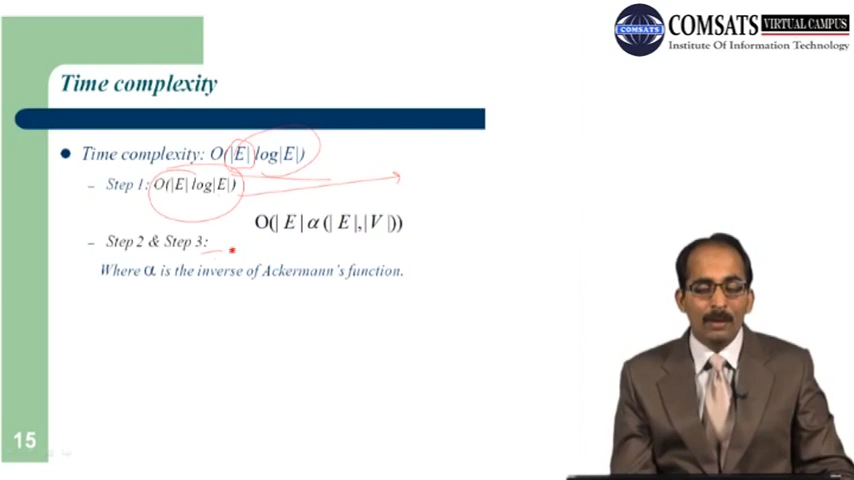 COMSATS
COMSATS VIRTUAL CAMPUS
Institute Of Information Technology
Time complexity
Time complexity: O(|E| log|E|)
– Step 1: O(|E| log|E|)
O(| E | α (| E |,|V |))
– Step 2 & Step 3:
Where α is the inverse of Ackermann's function.
15